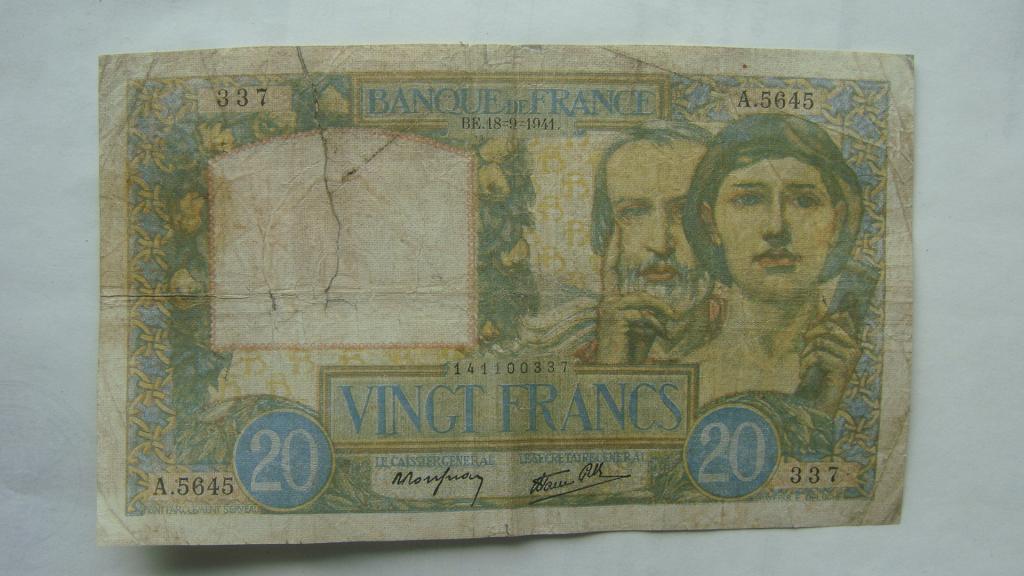 337
BANQUE DE FRANCE
A.5645
BE.18=9=1941.
141100337
VINGT FRANCS
20
20
LE CAISSIER GENERAL
LE SECRETAIRE GENERAL
A.5645
337